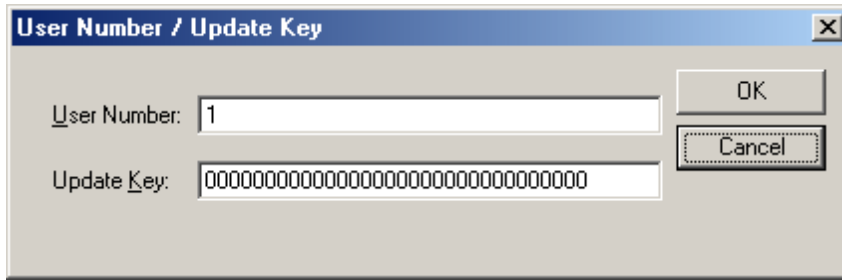 User Number / Update Key
User Number: 1
OK
Cancel
Update Key: 00000000000000000000000000000000